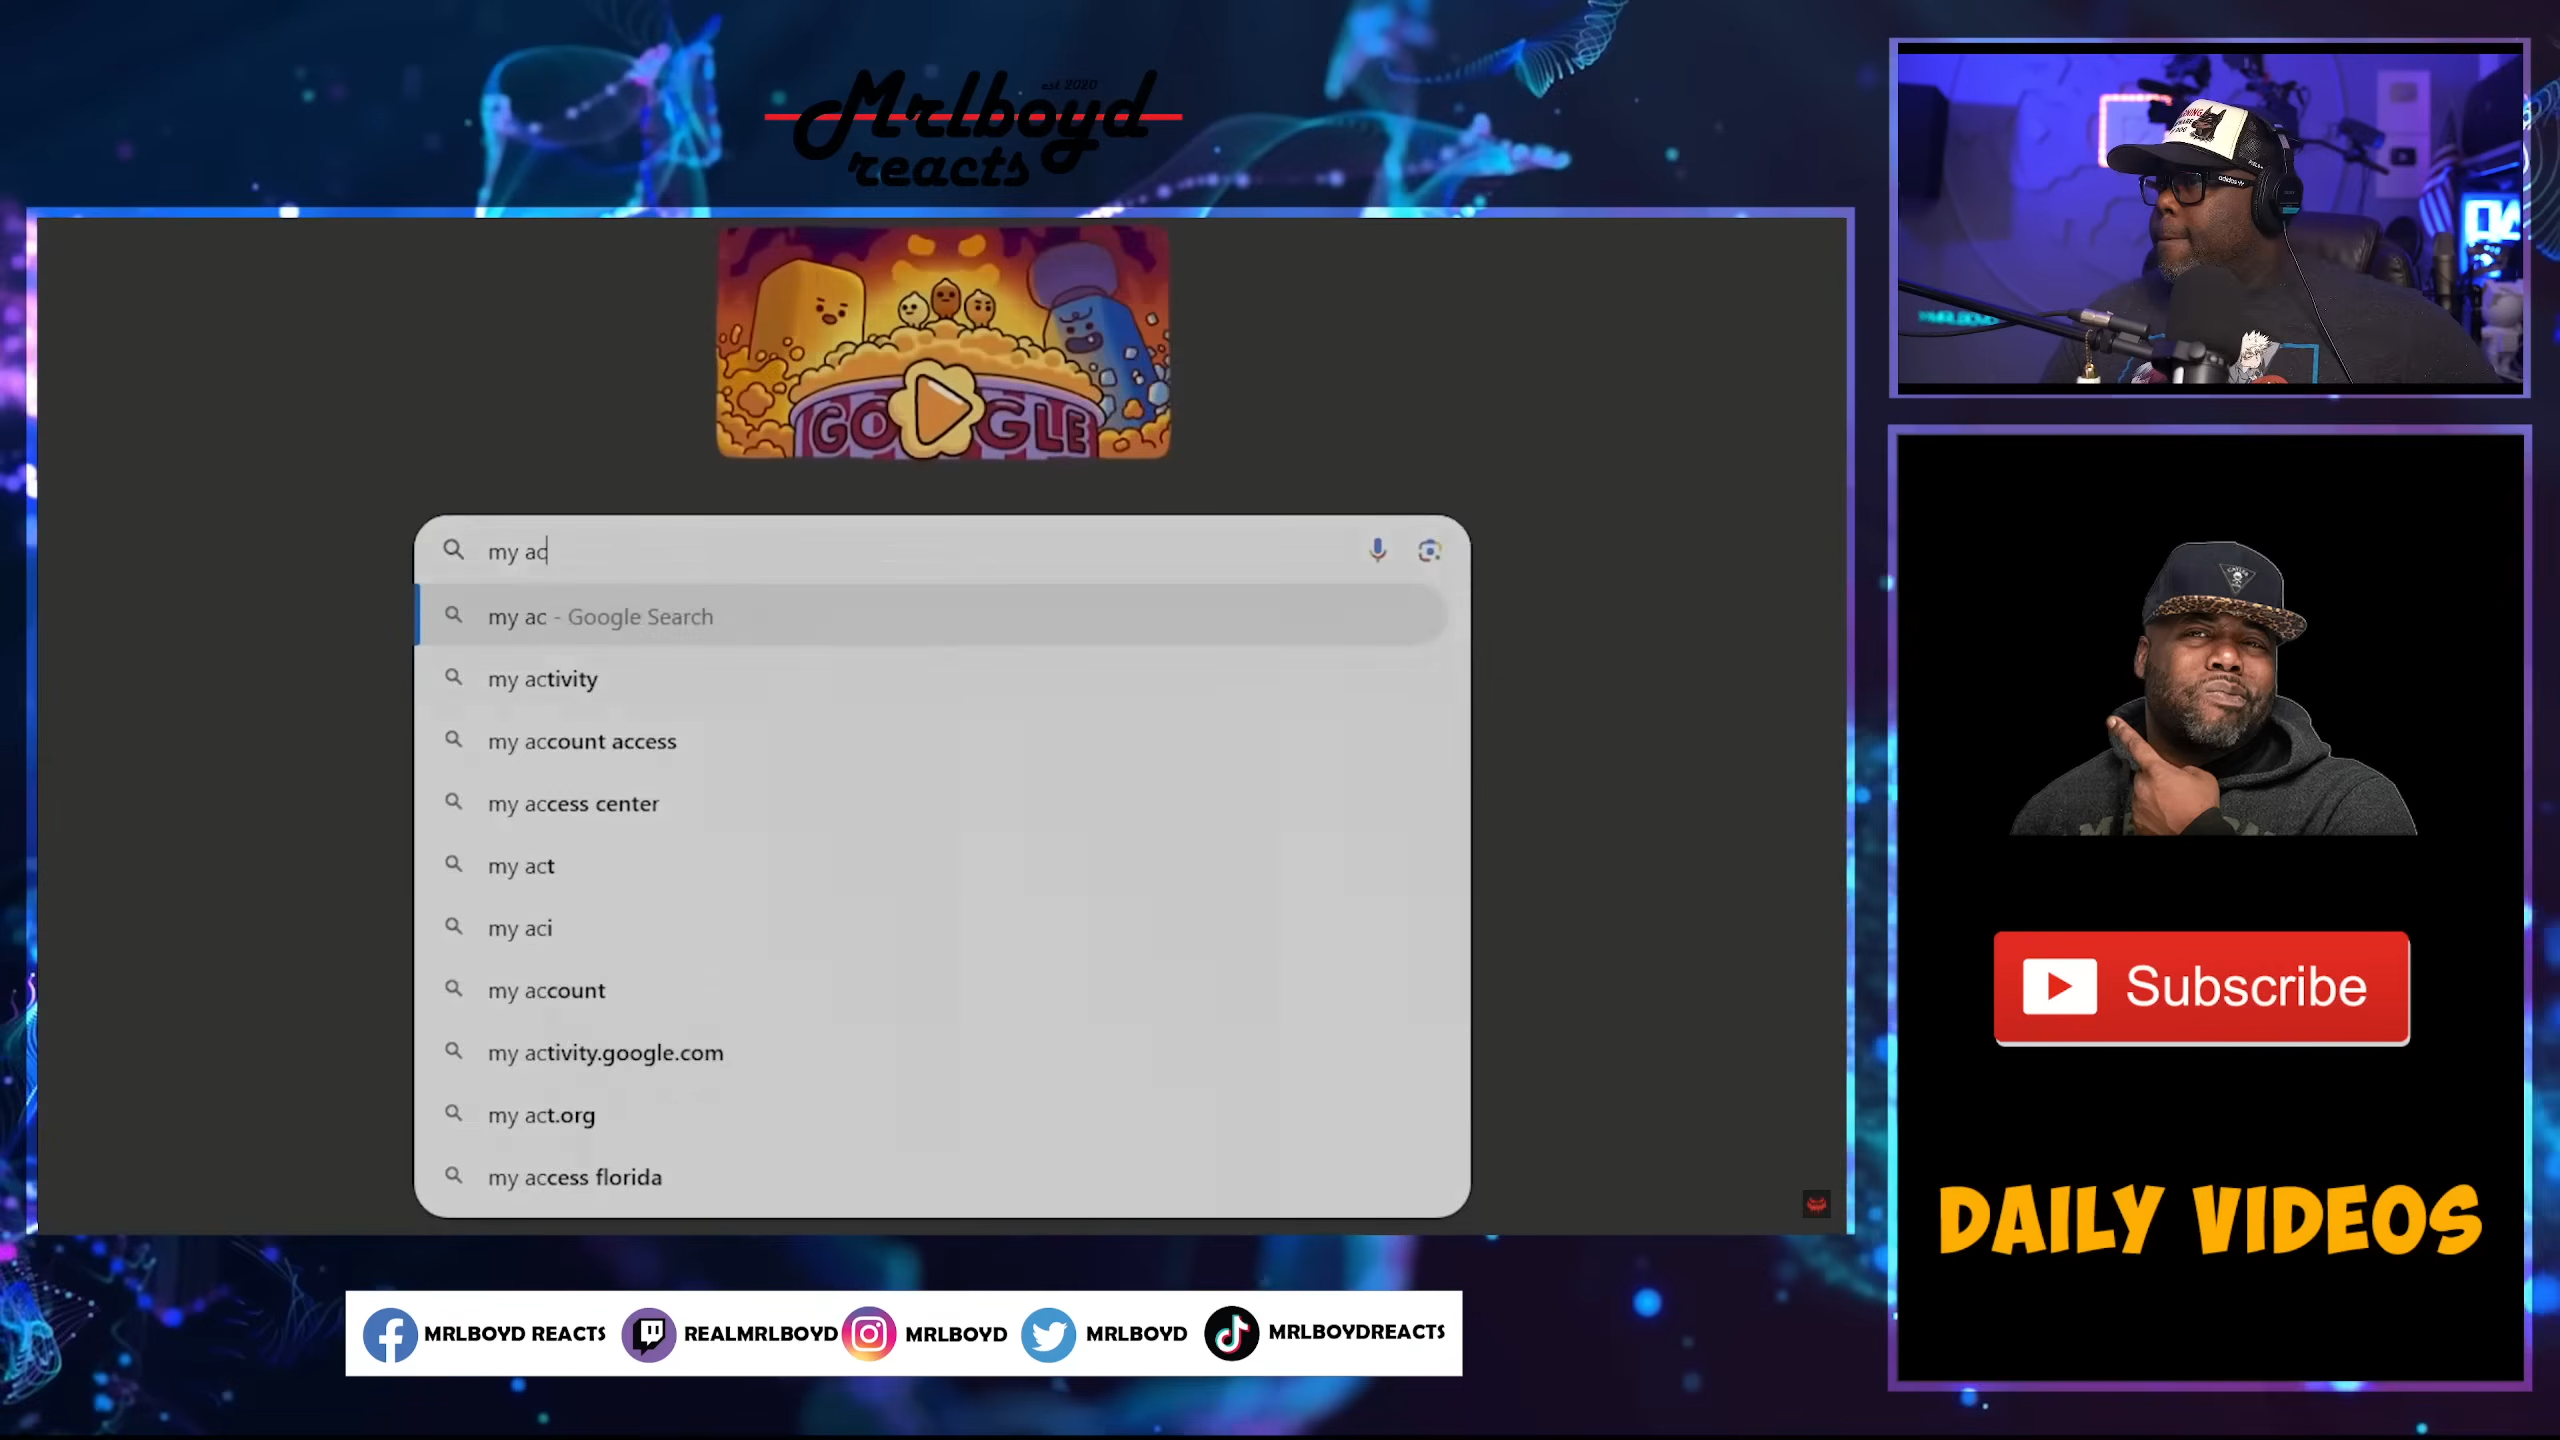 est 2020
Mrlboyd
reacts
GOOGLE
my ac
my ac - Google Search
my activity
my account access
my access center
my act
my aci
my account
my activity.google.com
my act.org
my access florida
adidas
Subscribe
DAILY VIDEOS
MRLBOYD REACTS
REALMRLBOYD
MRLBOYD
MRLBOYD
MRLBOYDREACTS